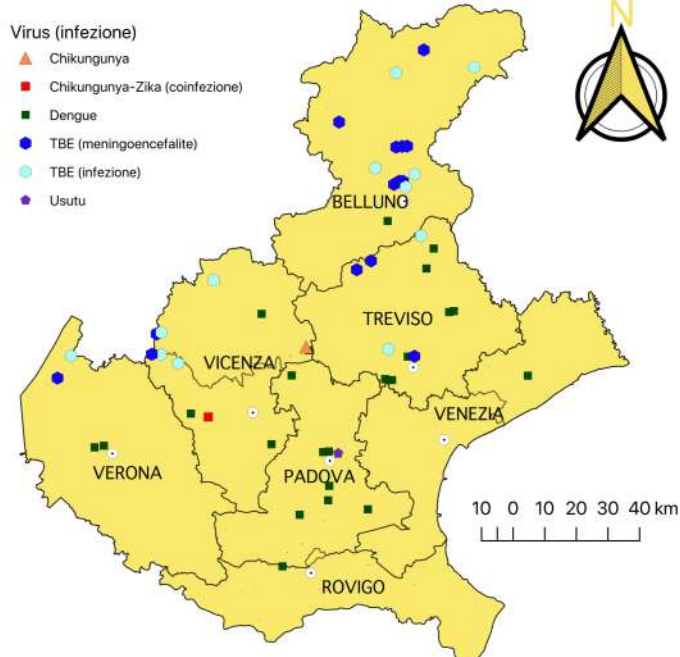 N
Virus (infezione)
Chikungunya
Chikungunya-Zika (coinfezione)
Dengue
TBE (meningoencefalite)
TBE (infezione)
Usutu
BELLUNO
TREVISO
VICENZA
VENEZIA
VERONA
PADOVA
10 0 10 20 30 40 km
ROVIGO